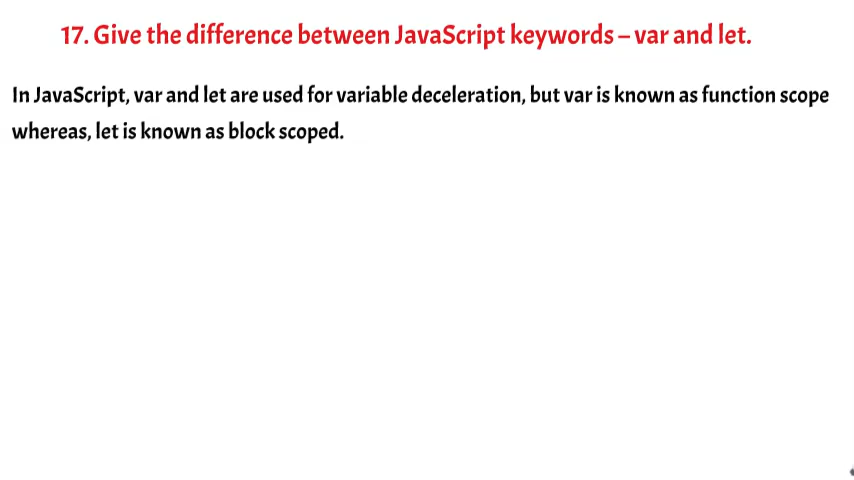 17. Give the difference between JavaScript keywords – var and let.
In JavaScript, var and let are used for variable deceleration, but var is known as function scope
whereas, let is known as block scoped.